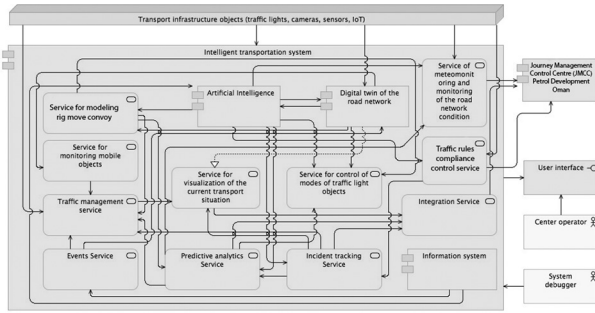 Transport infrastructure objects (traffic lights, cameras, sensors, IoT)
Intelligent transportation system
Service of
meteomonit
oring and
monitoring
of the road
network
condition
Journey Management
Control Centre (JMCC)
Petrol Development
Oman
Artificial Intelligence
Digital twin of the
road network
Service for modeling
rig move convoy
Service for
monitoring mobile
objects
Traffic rules
compliance
control service
Service for
visualization of the
current transport
situation
Service for control of
modes of traffic light
objects
User interface
Traffic management
service
Integration Service
Center operator
Events Service
Predictive analytics
Service
Incident tracking
Service
Information system
System
debugger